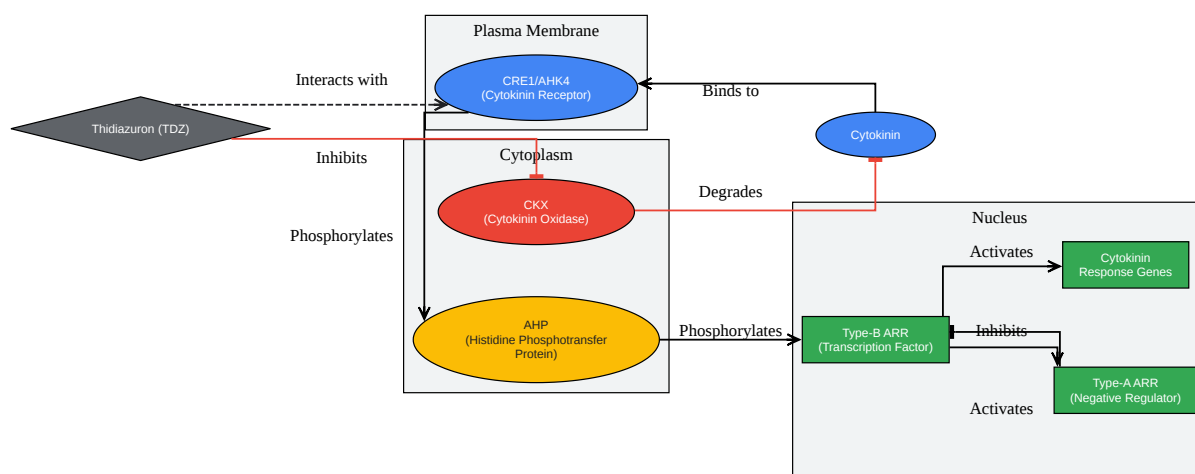 Plasma Membrane
CRE1/AHK4
(Cytokinin Receptor)
Interacts with
Binds to
Thidiazuron (TDZ)
Cytokinin
Inhibits
Cytoplasm
CKX
(Cytokinin Oxidase)
Degrades
Phosphorylates
Nucleus
Activates
Cytokinin
Response Genes
AHP
(Histidine Phosphotransfer
Protein)
Phosphorylates
Type-B ARR
(Transcription Factor)
Inhibits
Type-A ARR
(Negative Regulator)
Activates